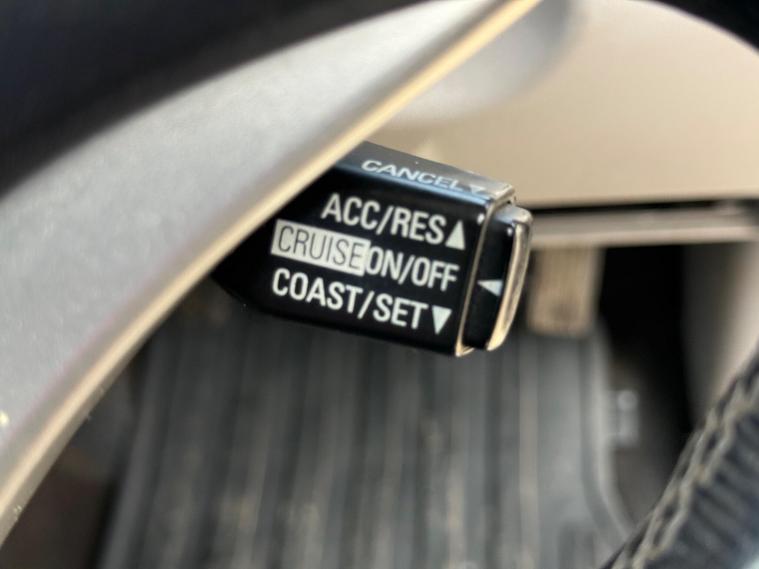 CANCEL▽
ACC/RES▲
CRUISE ON/OFF ◀
COAST/SET▼